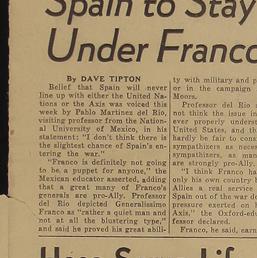 Spain to Stay
Under Franco
By DAVE TIPTON
Belief that Spain will never
line up with either the United Na-
tions or the Axis was voiced this
week by Pablo Martinez del Rio,
visiting professor from the Nation-
al University of Mexico, in his
statement: "I don't think there is
the slightest chance of Spain's en-
tering the war."
"Franco is definitely not going
to be a puppet for anyone," the
Mexican educator asserted, adding
that a great many of Franco's
generals are pro-Ally. Professor
del Rio depicted Generalissimo
Franco as "rather a quiet man and
not at all the blustering type,"
and said he proved his great abili-
ty with military and p
or in the campaign
Moors.
Professor del Rio
not think the issue in
ever properly unders
United States, and th
hardly be fair to cons
sympathizers as neces
sympathizers, as man
are strongly pro-Ally.
"I think Franco ha
only his own country
Allies a real service
Spain out of the war de
pressure exerted on
Axis," the Oxford-edu
fessor declared.
Franco, he said, earn